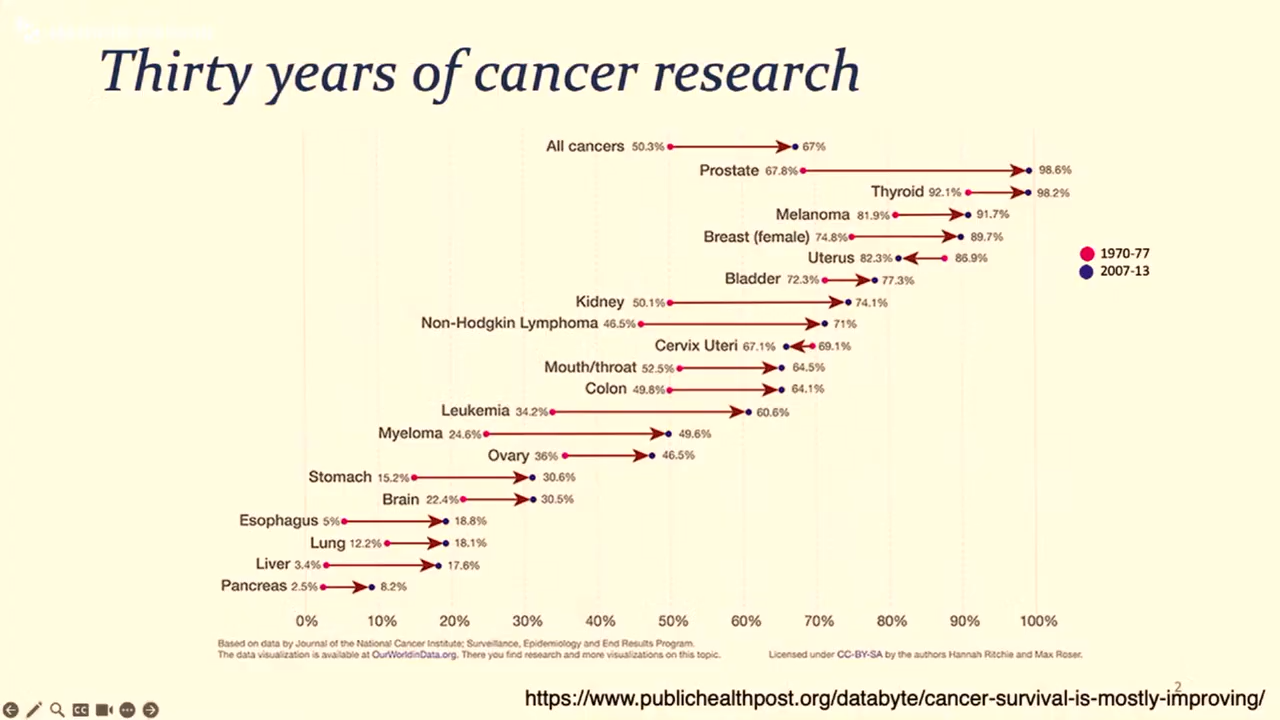 Thirty years of cancer research
All cancers 50.3% 67%
Prostate 67.8% 98.6%
Thyroid 92.1% 98.2%
Melanoma 81.9% 91.7%
Breast (female) 74.8% 89.7%
Uterus 82.3% 86.9%
1970-77
2007-13
Bladder 72.3% 77.3%
Kidney 50.1% 74.1%
Non-Hodgkin Lymphoma 46.5% 71%
Cervix Uteri 67.1% 69.1%
Mouth/throat 52.5% 64.5%
Colon 49.8% 64.1%
Leukemia 34.2% 60.6%
Myeloma 24.6% 49.6%
Ovary 36% 46.5%
Stomach 15.2% 30.6%
Brain 22.4% 30.5%
Esophagus 5% 18.8%
Lung 12.2% 18.1%
Liver 3.4% 17.6%
Pancreas 2.5% 8.2%
0% 10% 20% 30% 40% 50% 60% 70% 80% 90% 100%
Based on data by Journal of the National Cancer Institute; Surveillance, Epidemiology and End Results Program.
The data visualization is available at OurWorldinData.org. There you find research and more visualizations on this topic. Licensed under CC-BY-SA by the authors Hannah Ritchie and Max Roser.
2
https://www.publichealthpost.org/databyte/cancer-survival-is-mostly-improving/
CC